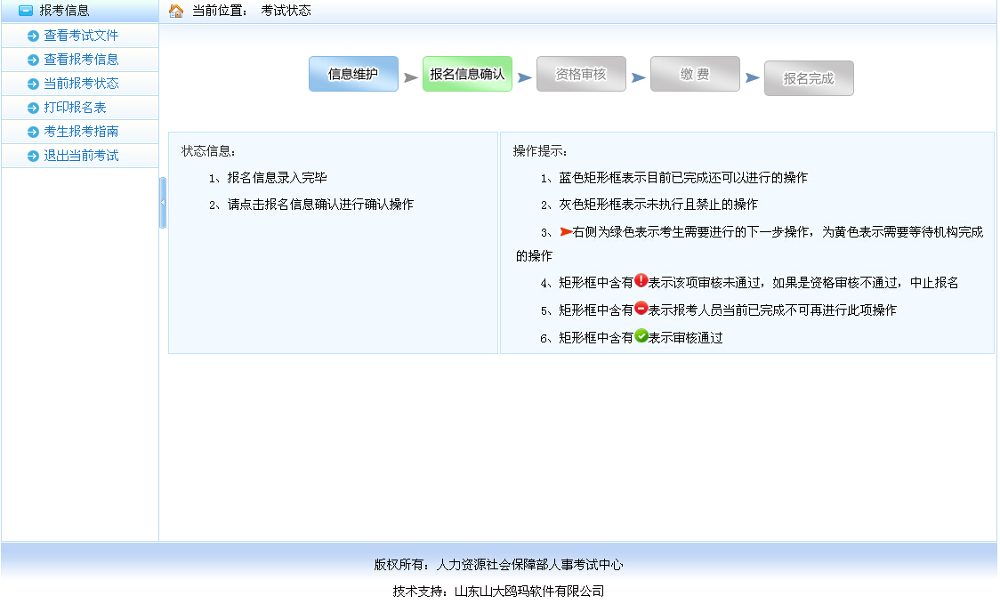 报考信息
当前位置： 考试状态
查看考试文件
查看报考信息
当前报考状态
打印报名表
考生报考指南
退出当前考试
信息维护
报名信息确认
资格审核
缴 费
报名完成
状态信息：
1、报名信息录入完毕
2、请点击报名信息确认进行确认操作
操作提示：
1、蓝色矩形框表示目前已完成还可以进行的操作
2、灰色矩形框表示未执行且禁止的操作
3、右侧为绿色表示考生需要进行的下一步操作，为黄色表示需要等待机构完成
的操作
4、矩形框中含有表示该项审核未通过，如果是资格审核不通过，中止报名
5、矩形框中含有表示报考人员当前已完成不可再进行此项操作
6、矩形框中含有表示审核通过
版权所有：人力资源社会保障部人事考试中心
技术支持：山东山大鸥玛软件有限公司